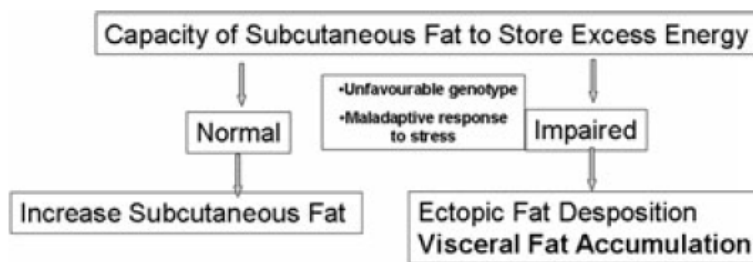 Capacity of Subcutaneous Fat to Store Excess Energy
•Unfavourable genotype
•Maladaptive response
to stress
Normal
Impaired
Increase Subcutaneous Fat
Ectopic Fat Desposition
Visceral Fat Accumulation